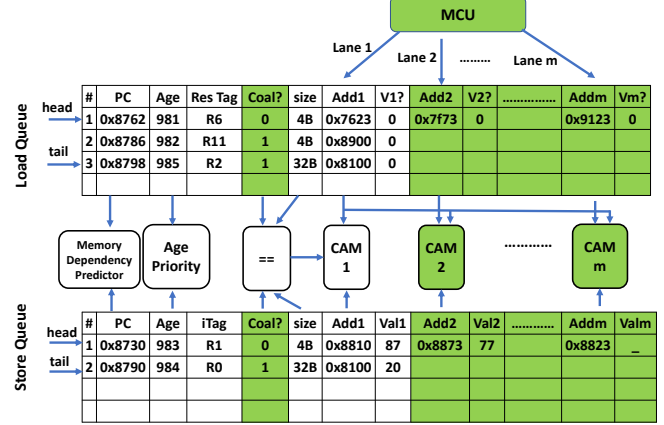 MCU
Lane 1
Lane 2
.........
Lane m
Load Queue
# PC Age Res Tag Coal? size Add1 V1? Add2 V2? ............... Addm Vm?
head
1 0x8762 981 R6 0 4B 0x7623 0 0x7f73 0 0x9123 0
2 0x8786 982 R11 1 4B 0x8900 0
tail
3 0x8798 985 R2 1 32B 0x8100 0
Memory
Dependency
Predictor
Age
Priority
==
CAM
1
CAM
2
.............
CAM
m
Store Queue
# PC Age iTag Coal? size Add1 Val1 Add2 Val2 ............ Addm Valm
head
1 0x8730 983 R1 0 4B 0x8810 87 0x8873 77 0x8823 _
tail
2 0x8790 984 R0 1 32B 0x8100 20